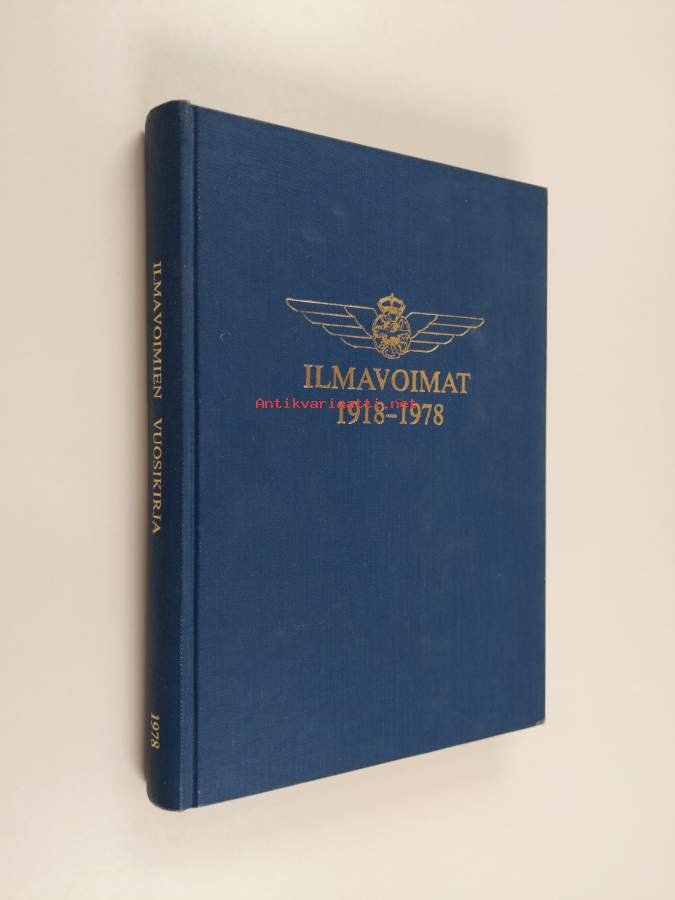 ILMAVOIMAT
Antikvariaatti.net
1918–1978
ILMAVOIMIEN VUOSIKIRJA
1978